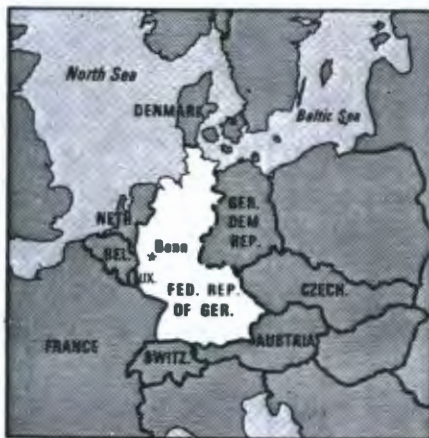 North Sea
DENMARK
Baltic Sea
NETH.
GER.
DEM
REP.
Bonn
BEL.
UX.
FED. REP.
OF GER.
CZECH.
FRANCE
SWITZ.
AUSTRIA